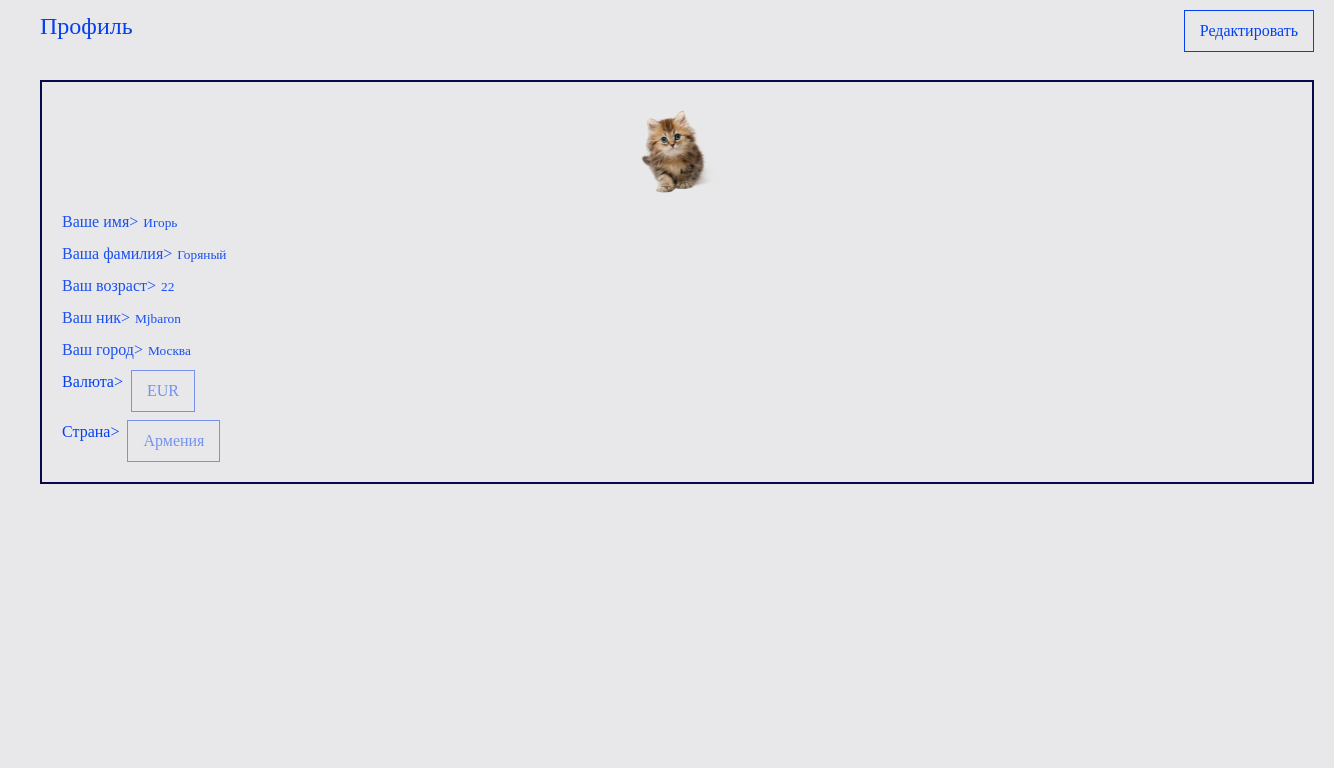 Профиль
Редактировать
Ваше имя> Игорь
Ваша фамилия> Горяный
Ваш возраст> 22
Ваш ник> Mjbaron
Ваш город> Москва
Валюта> EUR
Страна> Армения